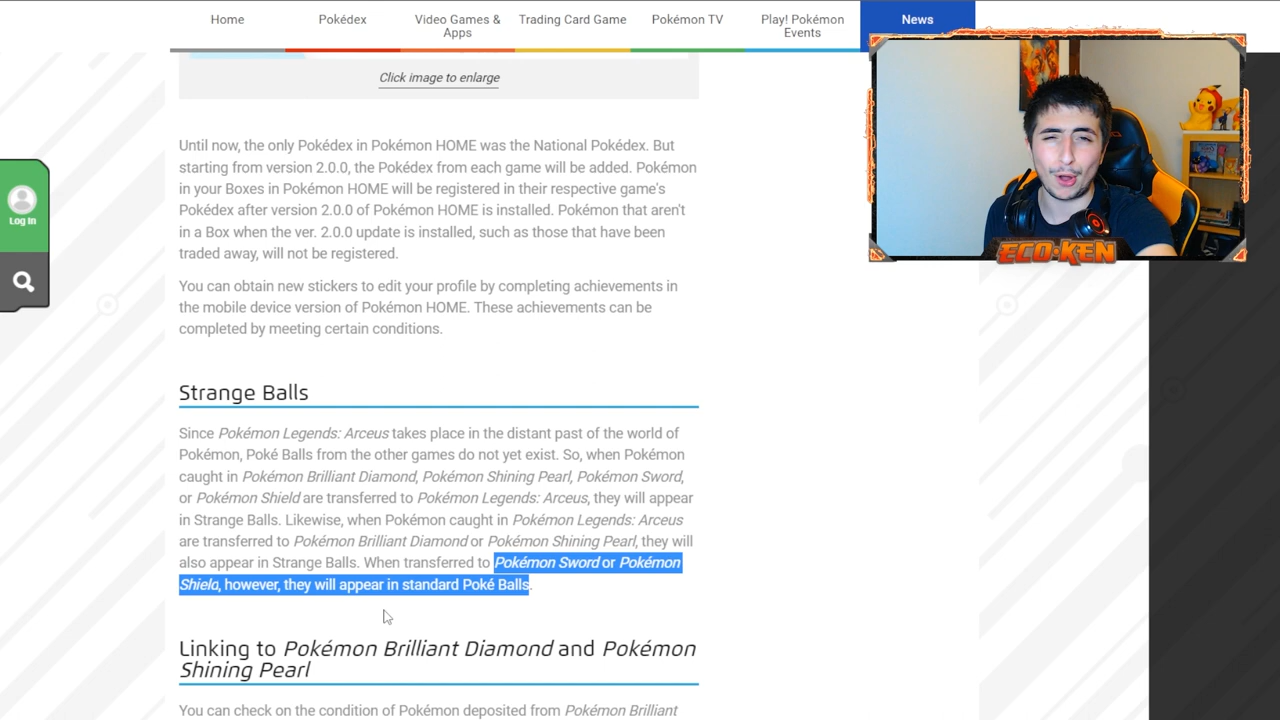 Home
Pokédex
Video Games &
Apps
Trading Card Game
Pokémon TV
Play! Pokémon
Events
News
Click image to enlarge
Until now, the only Pokédex in Pokémon HOME was the National Pokédex. But
starting from version 2.0.0, the Pokédex from each game will be added. Pokémon
in your Boxes in Pokémon HOME will be registered in their respective game's
Pokédex after version 2.0.0 of Pokémon HOME is installed. Pokémon that aren't
in a Box when the ver. 2.0.0 update is installed, such as those that have been
traded away, will not be registered.
You can obtain new stickers to edit your profile by completing achievements in
the mobile device version of Pokémon HOME. These achievements can be
completed by meeting certain conditions.
Strange Balls
Since Pokémon Legends: Arceus takes place in the distant past of the world of
Pokémon, Poké Balls from the other games do not yet exist. So, when Pokémon
caught in Pokémon Brilliant Diamond, Pokémon Shining Pearl, Pokémon Sword,
or Pokémon Shield are transferred to Pokémon Legends: Arceus, they will appear
in Strange Balls. Likewise, when Pokémon caught in Pokémon Legends: Arceus
are transferred to Pokémon Brilliant Diamond or Pokémon Shining Pearl, they will
also appear in Strange Balls. When transferred to Pokémon Sword or Pokémon
Shield, however, they will appear in standard Poké Balls.
Linking to Pokémon Brilliant Diamond and Pokémon
Shining Pearl
You can check on the condition of Pokémon deposited from Pokémon Brilliant
Log In
ECO·KEN